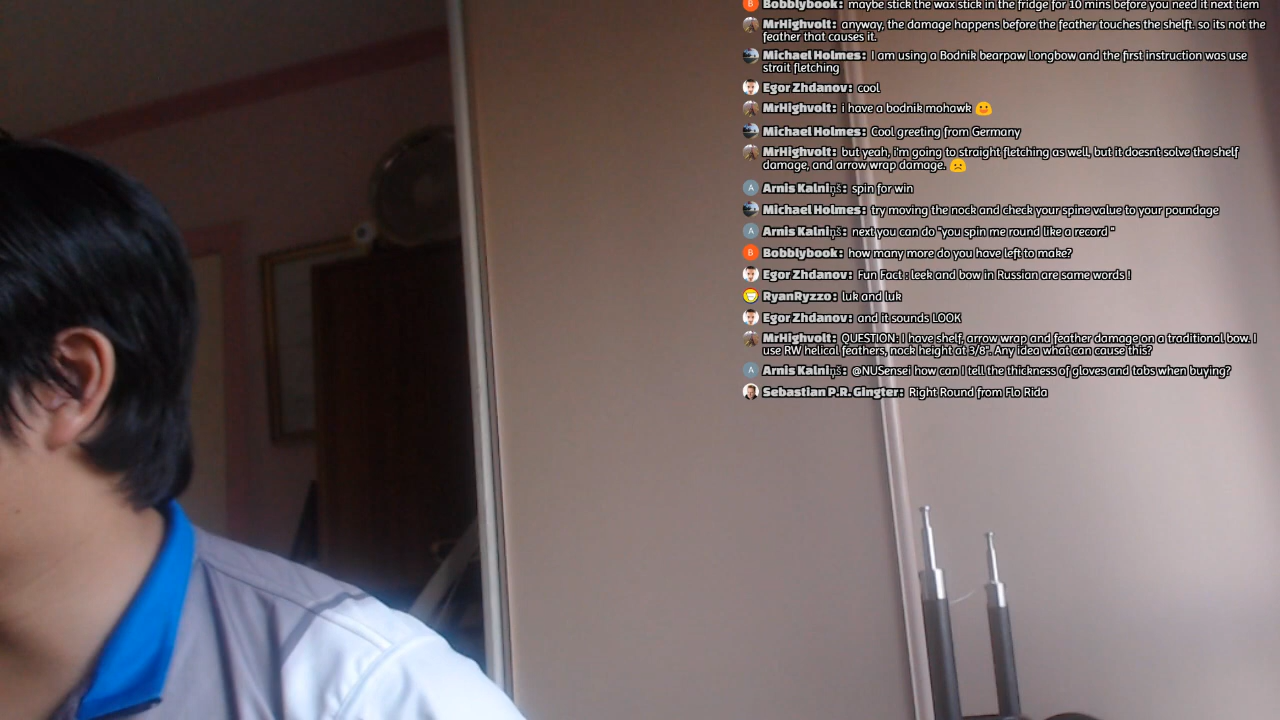 Bobblybook: maybe stick the wax stick in the fridge for 10 mins before you need it next tiem
MrHighvolt: anyway, the damage happens before the feather touches the shelft. so its not the
feather that causes it.
Michael Holmes: I am using a Bodnik bearpaw Longbow and the first instruction was use
strait fletching
Egor Zhdanov: cool
MrHighvolt: i have a bodnik mohawk 🙂
Michael Holmes: Cool greeting from Germany
MrHighvolt: but yeah, i'm going to straight fletching as well, but it doesnt solve the shelf
damage, and arrow wrap damage. 🙁
A Arnis Kalniņš: spin for win
Michael Holmes: try moving the nock and check your spine value to your poundage
A Arnis Kalniņš: next you can do "you spin me round like a record "
B Bobblybook: how many more do you have left to make?
Egor Zhdanov: Fun Fact : leek and bow in Russian are same words !
RyanRyzzo: luk and luk
Egor Zhdanov: and it sounds LOOK
MrHighvolt: QUESTION: I have shelf, arrow wrap and feather damage on a traditional bow. I
use RW helical feathers, nock height at 3/8". Any idea what can cause this?
A Arnis Kalniņš: @NUSensei how can I tell the thickness of gloves and tabs when buying?
Sebastian P.R. Gingter: Right Round from Flo Rida